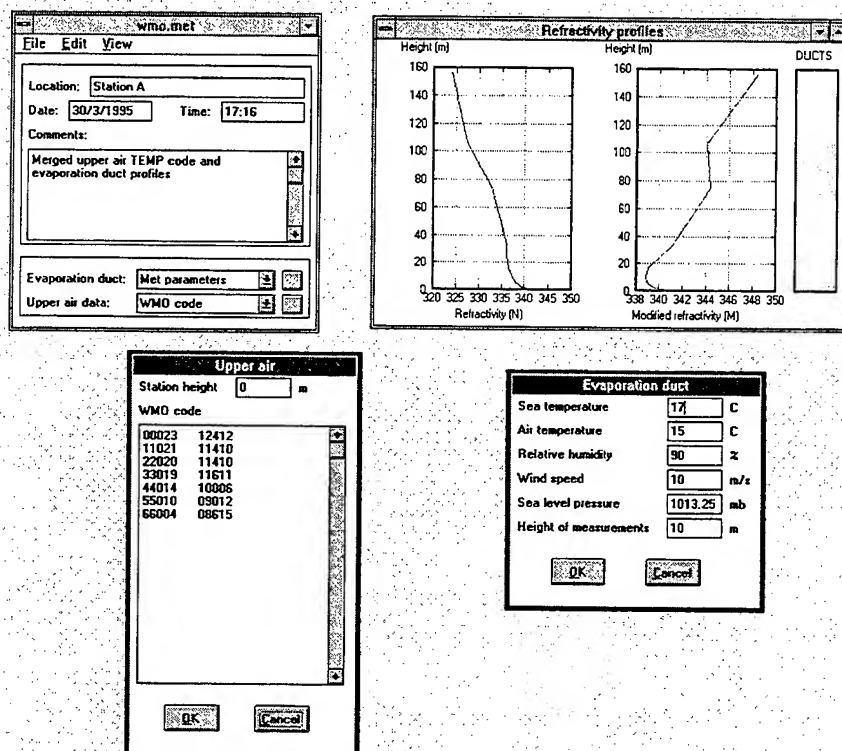 wmo.met
File Edit View
Location: Station A
Date: 30/3/1995 Time: 17:16
Comments:
Merged upper air TEMP code and
evaporation duct profiles
Evaporation duct: Met parameters
Upper air data: WMO code
Refractivity profiles
Height (m) Height (m) DUCTS
160 160
140 140
120 120
100 100
80 80
60 60
40 40
20 20
0 0
320 325 330 335 340 345 350 338 340 342 344 346 348 350
Refractivity (N) Modified refractivity (M)
Upper air
Station height 0 m
WMO code
00023 12412
11021 11410
22020 11410
33019 11611
44014 10006
55010 09012
66004 08615
OK Cancel
Evaporation duct
Sea temperature 17 C
Air temperature 15 C
Relative humidity 90 %
Wind speed 10 m/s
Sea level pressure 1013.25 mb
Height of measurements 10 m
OK Cancel